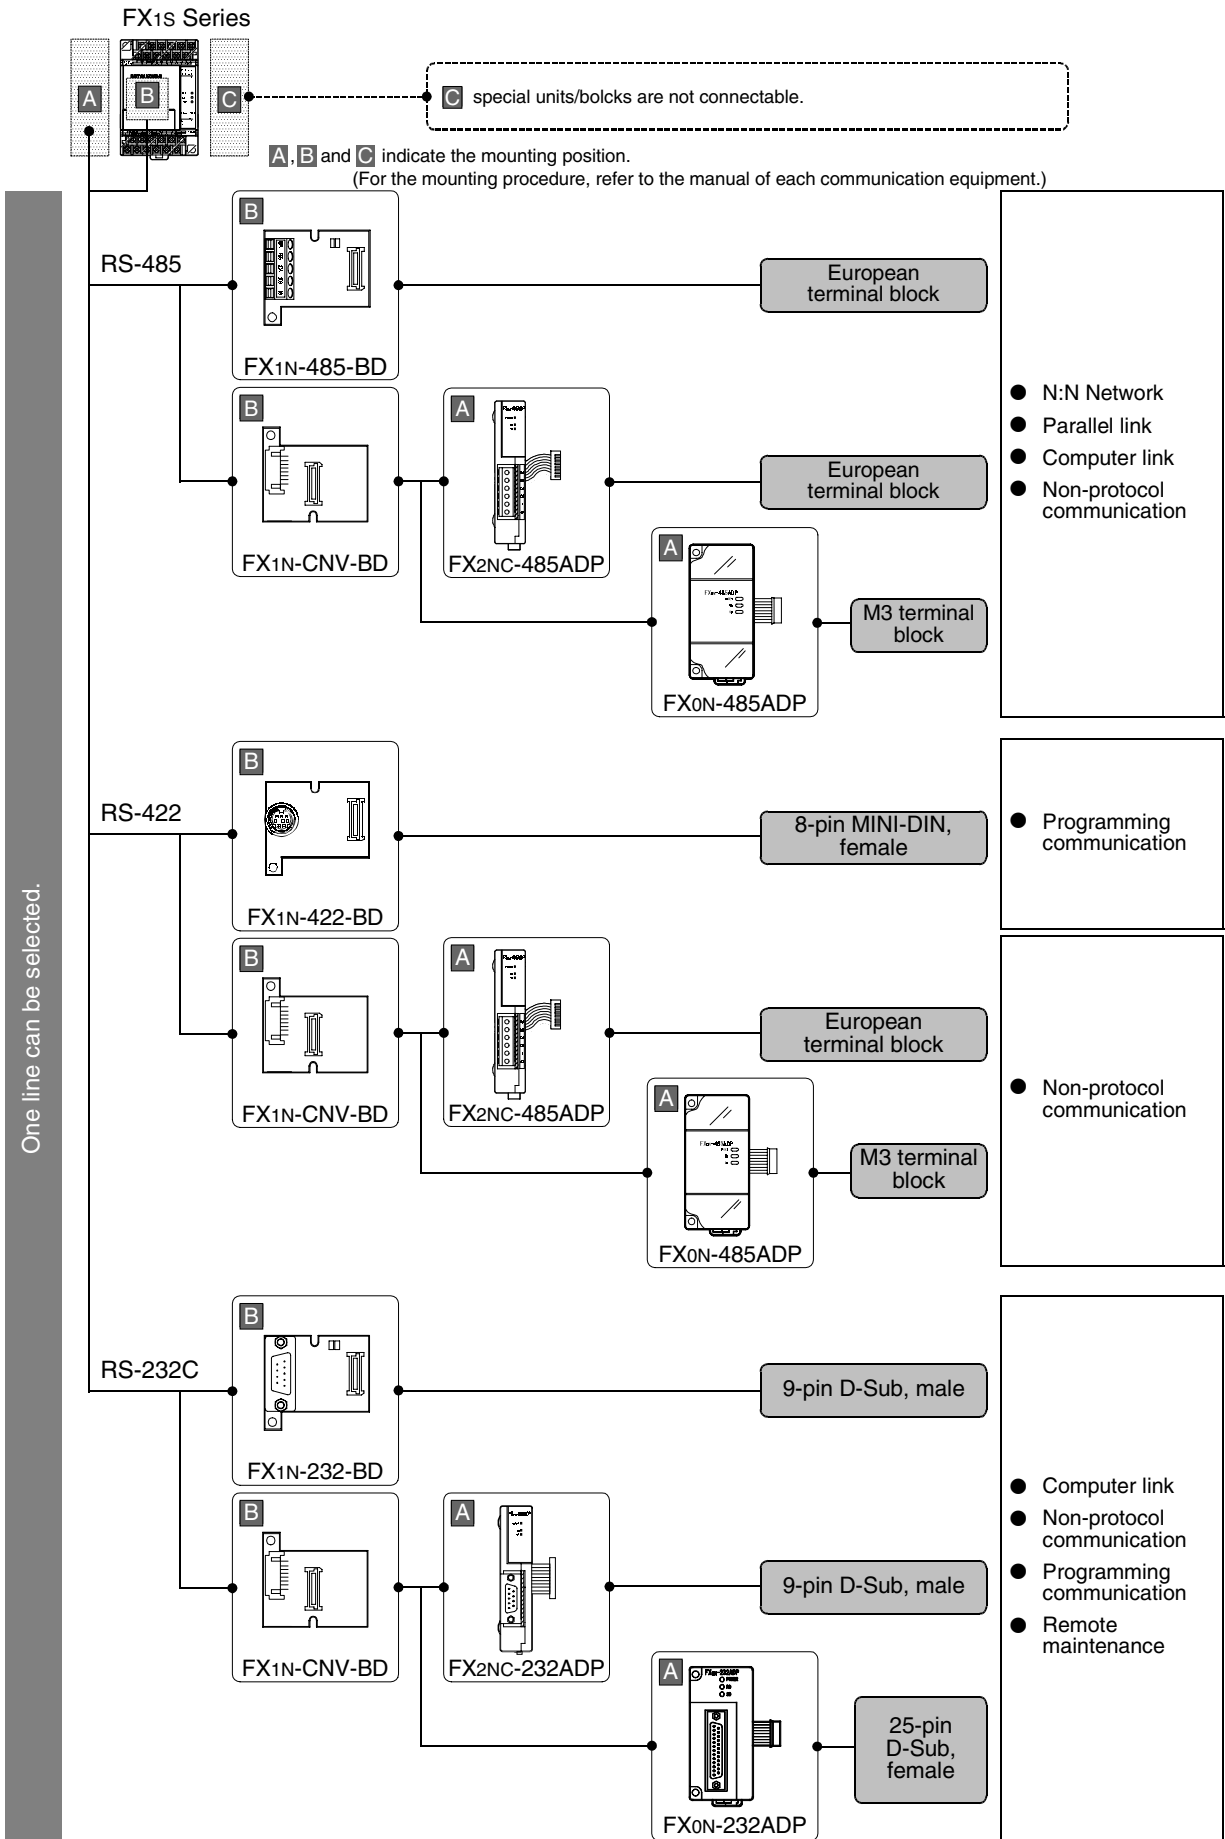 FX1S Series
A
B
C
C special units/bolcks are not connectable.
A, B and C indicate the mounting position.
(For the mounting procedure, refer to the manual of each communication equipment.)
One line can be selected.
RS-485
B
FX1N-485-BD
European
terminal block
B
FX1N-CNV-BD
A
FX2NC-485ADP
European
terminal block
A
FX0N-485ADP
M3 terminal
block
● N:N Network
● Parallel link
● Computer link
● Non-protocol
communication
RS-422
B
FX1N-422-BD
8-pin MINI-DIN,
female
● Programming
communication
B
FX1N-CNV-BD
A
FX2NC-485ADP
European
terminal block
A
FX0N-485ADP
M3 terminal
block
● Non-protocol
communication
RS-232C
B
FX1N-232-BD
9-pin D-Sub, male
B
FX1N-CNV-BD
A
FX2NC-232ADP
9-pin D-Sub, male
A
FX0N-232ADP
25-pin
D-Sub,
female
● Computer link
● Non-protocol
communication
● Programming
communication
● Remote
maintenance